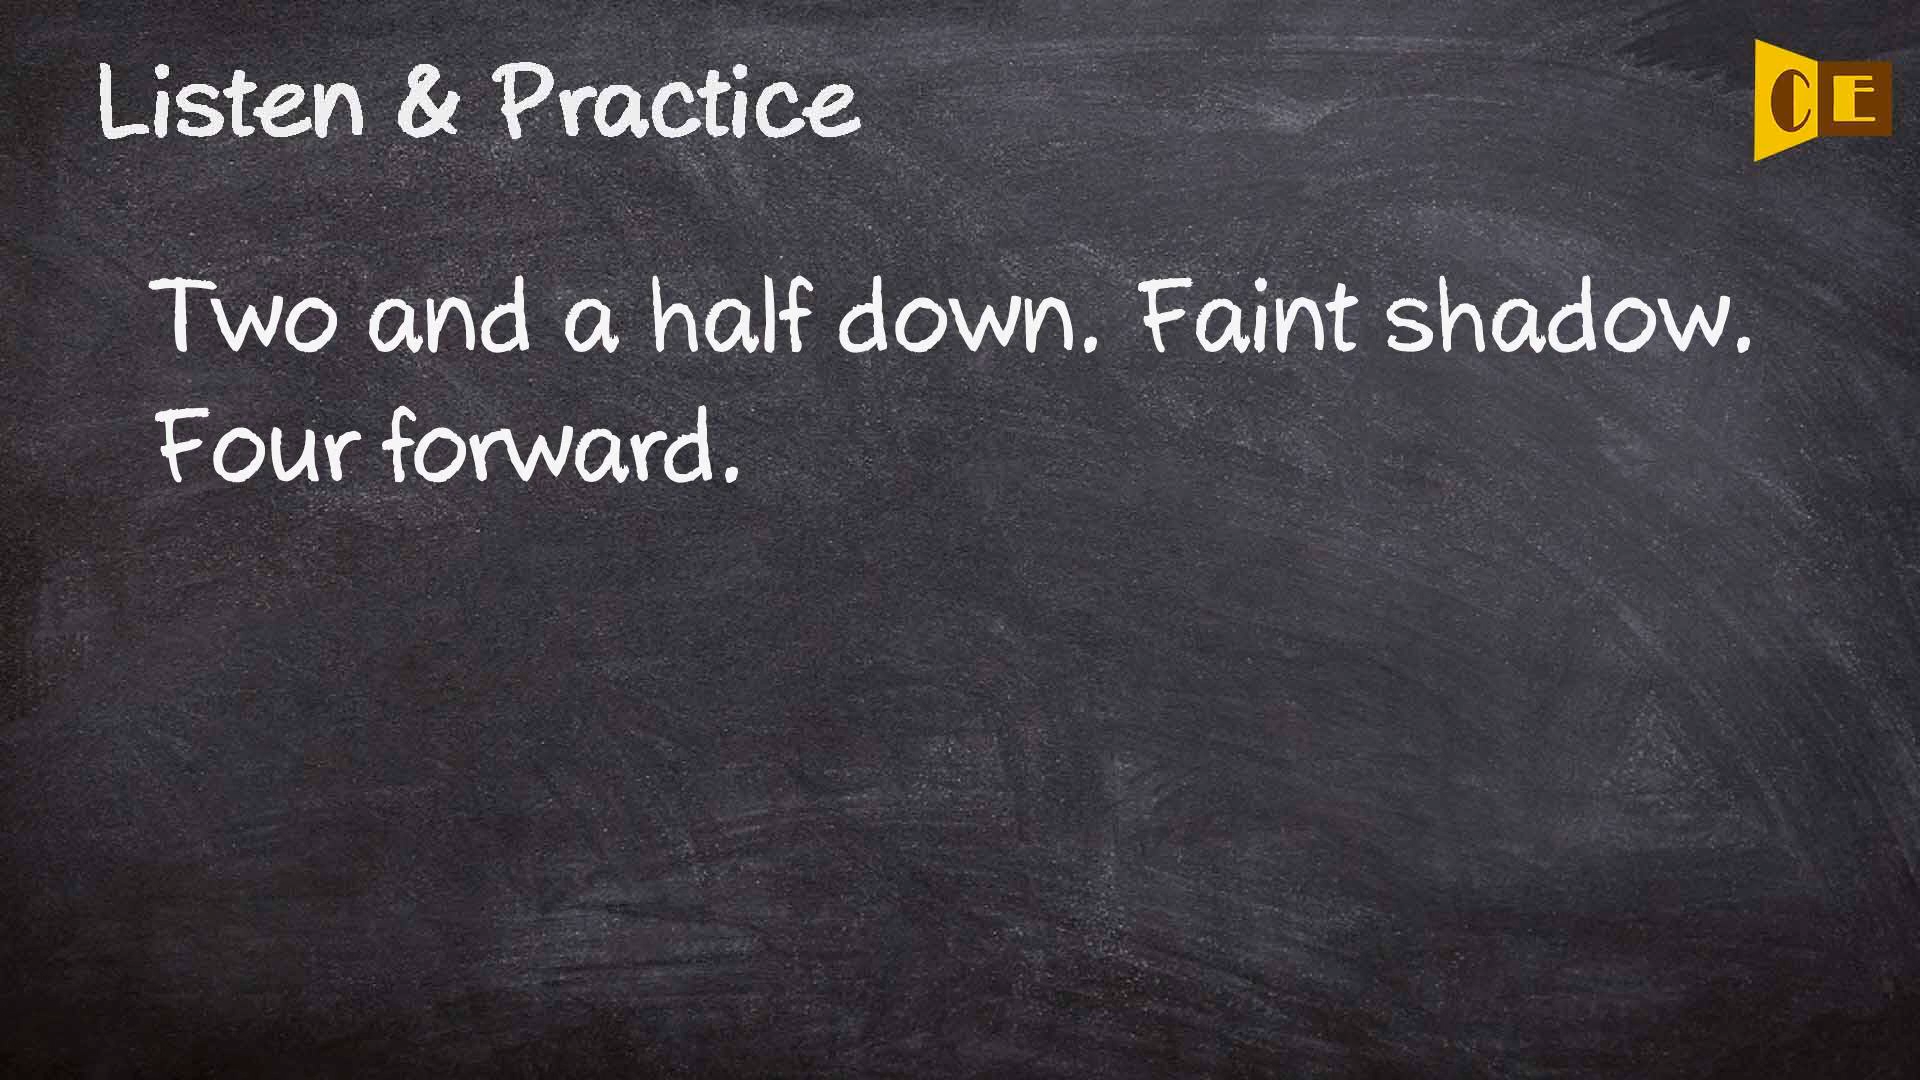 Listen & Practice
CE
Two and a half down. Faint shadow.
Four forward.